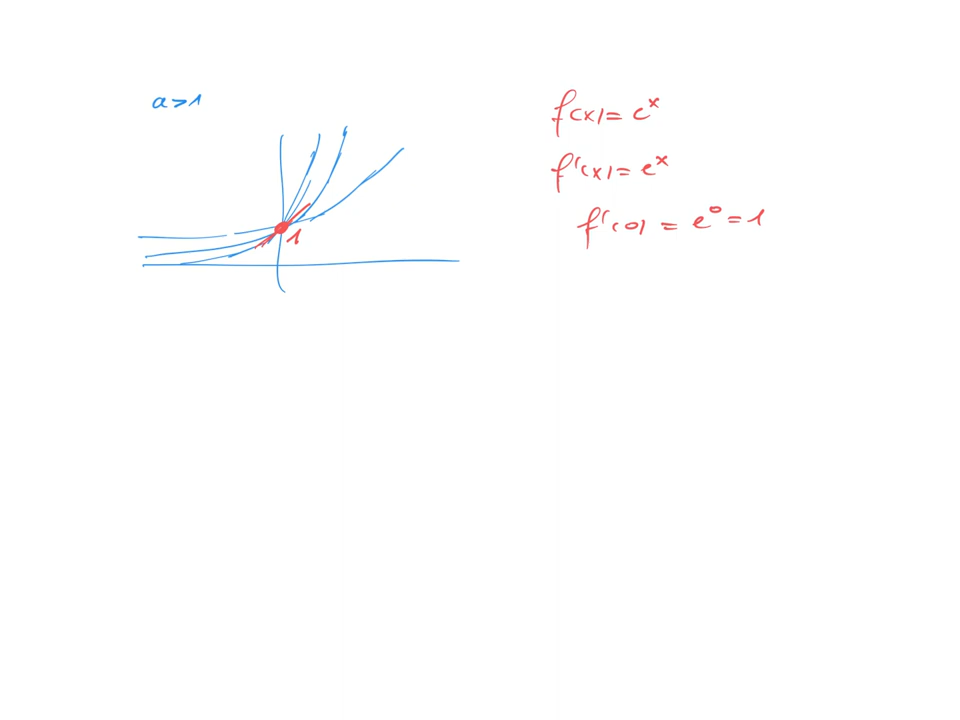 a>1
1
f(x)=e^x
f'(x)=e^x
f'(0)=e^0=1